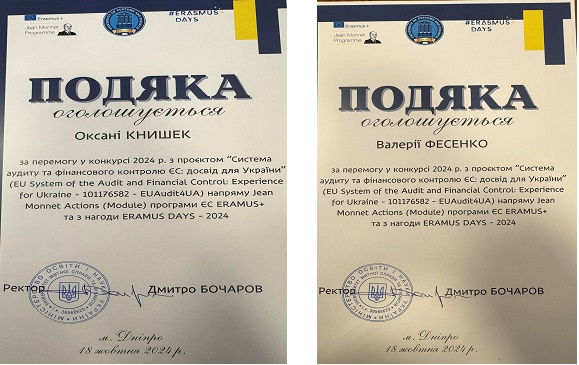 Erasmus+
Jean Monnet
Programme
#ERASMUS
DAYS
ПОДЯКА
оголошується
Оксані КНИШЕК
за перемогу у конкурсі 2024 р. з проєктом "Система
аудиту та фінансового контролю ЄС: досвід для України"
(EU System of the Audit and Financial Control: Experience
for Ukraine - 101176582 - EUAudit4UA) напряму Jean
Monnet Actions (Module) програми ЄС ERAMUS+
та з нагоди ERAMUS DAYS - 2024
Ректор Дмитро БОЧАРОВ
м. Дніпро
18 жовтня 2024 р.
Erasmus+
Jean Monnet
Programme
#ERASMUS
DAYS
ПОДЯКА
оголошується
Валерії ФЕСЕНКО
за перемогу у конкурсі 2024 р. з проєктом "Система
аудиту та фінансового контролю ЄС: досвід для України"
(EU System of the Audit and Financial Control: Experience
for Ukraine - 101176582 - EUAudit4UA) напряму Jean
Monnet Actions (Module) програми ЄС ERAMUS+
та з нагоди ERAMUS DAYS - 2024
Ректор Дмитро БОЧАРОВ
м. Дніпро
18 жовтня 2024 р.